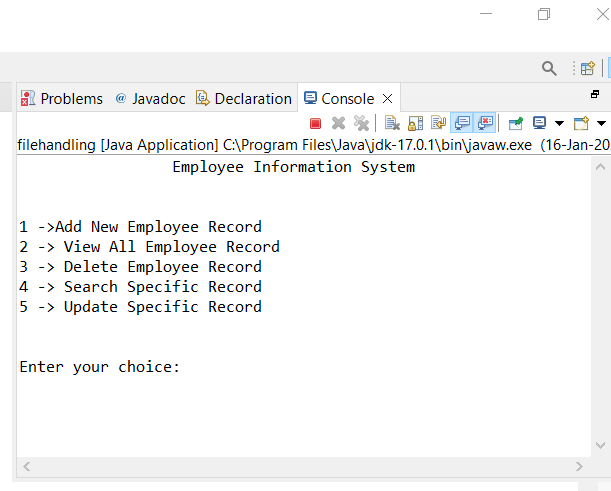 Problems @ Javadoc Declaration Console
filehandling [Java Application] C:\Program Files\Java\jdk-17.0.1\bin\javaw.exe (16-Jan-20
Employee Information System
1 ->Add New Employee Record
2 -> View All Employee Record
3 -> Delete Employee Record
4 -> Search Specific Record
5 -> Update Specific Record
Enter your choice: